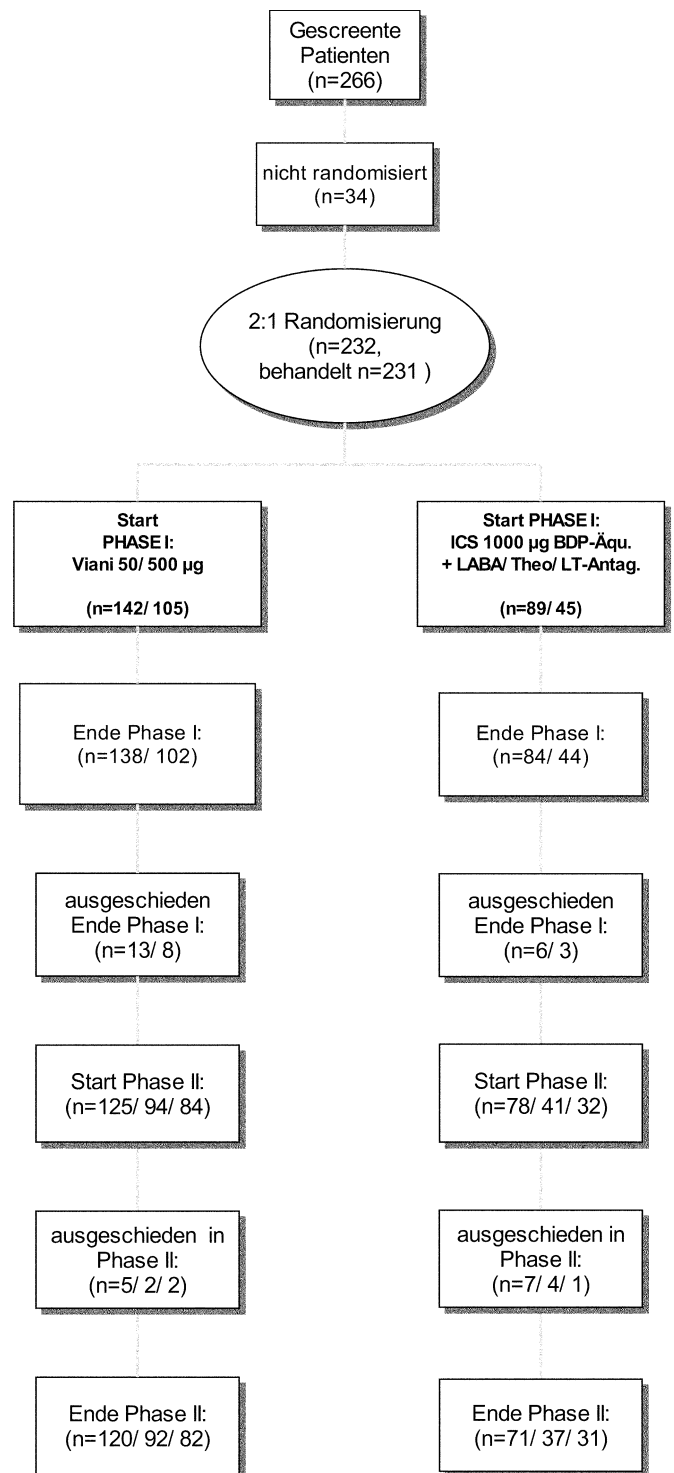 Gescreente
Patienten
(n=266)
nicht randomisiert
(n=34)
2:1 Randomisierung
(n=232,
behandelt n=231 )
Start
PHASE I:
Viani 50/ 500 µg
(n=142/ 105)
Start PHASE I:
ICS 1000 µg BDP-Äqu.
+ LABA/ Theo/ LT-Antag.
(n=89/ 45)
Ende Phase I:
(n=138/ 102)
Ende Phase I:
(n=84/ 44)
ausgeschieden
Ende Phase I:
(n=13/ 8)
ausgeschieden
Ende Phase I:
(n=6/ 3)
Start Phase II:
(n=125/ 94/ 84)
Start Phase II:
(n=78/ 41/ 32)
ausgeschieden in
Phase II:
(n=5/ 2/ 2)
ausgeschieden in
Phase II:
(n=7/ 4/ 1)
Ende Phase II:
(n=120/ 92/ 82)
Ende Phase II:
(n=71/ 37/ 31)